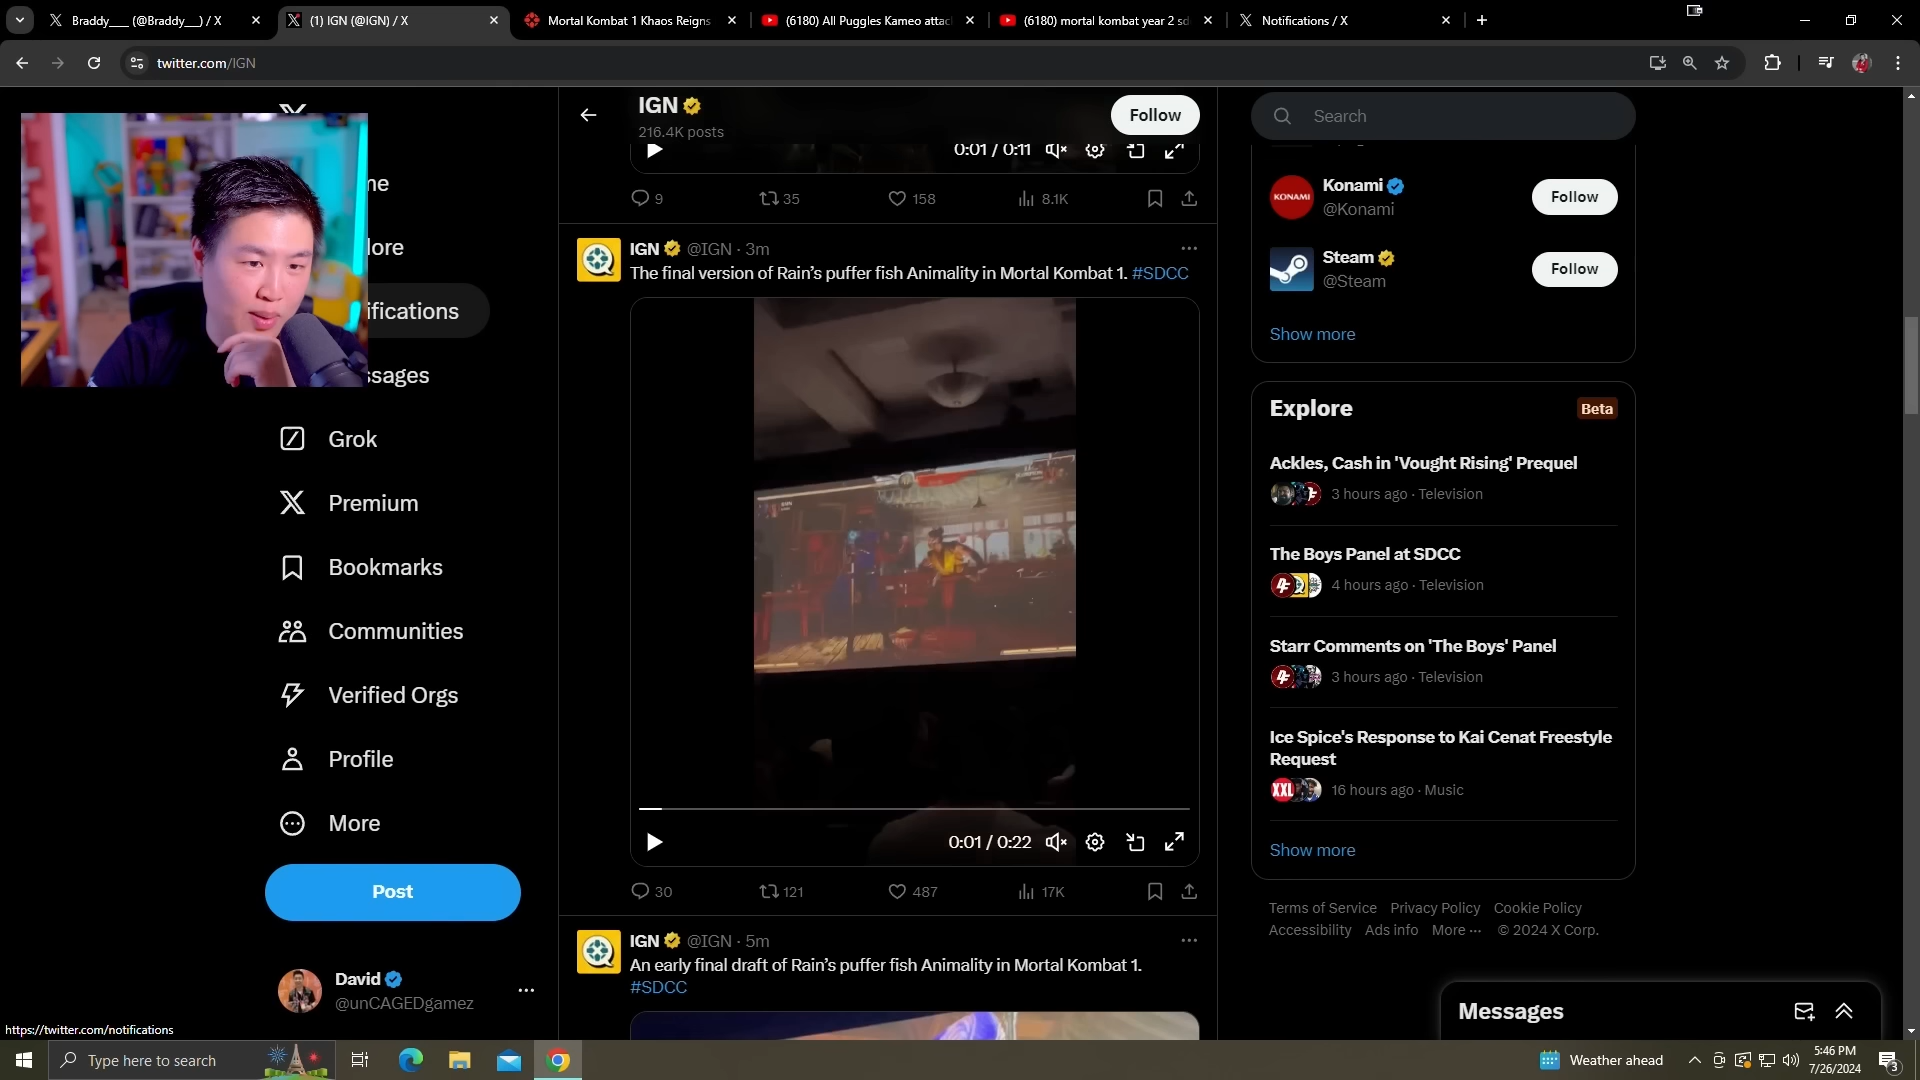 Braddy___ (@Braddy__) / X
(1) IGN (@IGN) / X
Mortal Kombat 1 Khaos Reigns
(6180) All Puggles Kameo attac
(6180) mortal kombat year 2 sd
Notifications / X
twitter.com/IGN
IGN
216.4K posts
Follow
Search
0:01 / 0:11
9
35
158
8.1K
IGN @IGN · 3m
The final version of Rain’s puffer fish Animality in Mortal Kombat 1. #SDCC
0:01 / 0:22
30
121
487
17K
IGN @IGN · 5m
An early final draft of Rain’s puffer fish Animality in Mortal Kombat 1.
#SDCC
Grok
Premium
Bookmarks
Communities
Verified Orgs
Profile
More
Post
David
@unCAGEDgamez
KONAMI
Konami
@Konami
Follow
Steam
@Steam
Follow
Show more
Explore
Beta
Ackles, Cash in 'Vought Rising' Prequel
3 hours ago · Television
The Boys Panel at SDCC
4 hours ago · Television
Starr Comments on 'The Boys' Panel
3 hours ago · Television
Ice Spice's Response to Kai Cenat Freestyle
Request
XXL
16 hours ago · Music
Show more
Terms of Service Privacy Policy Cookie Policy
Accessibility Ads info More ··· © 2024 X Corp.
Messages
https://twitter.com/notifications
Type here to search
Weather ahead
5:46 PM
7/26/2024
3